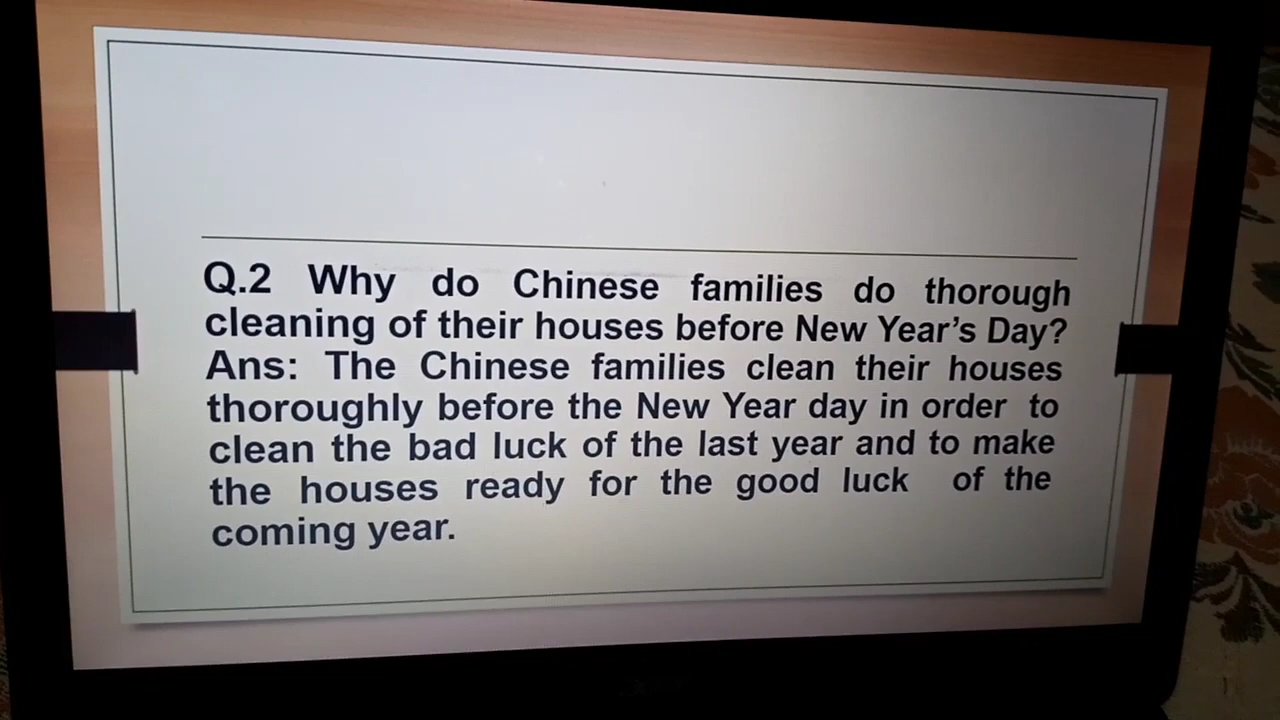 Q.2 Why do Chinese families do thorough
cleaning of their houses before New Year's Day?
Ans: The Chinese families clean their houses
thoroughly before the New Year day in order to
clean the bad luck of the last year and to make
the houses ready for the good luck of the
coming year.